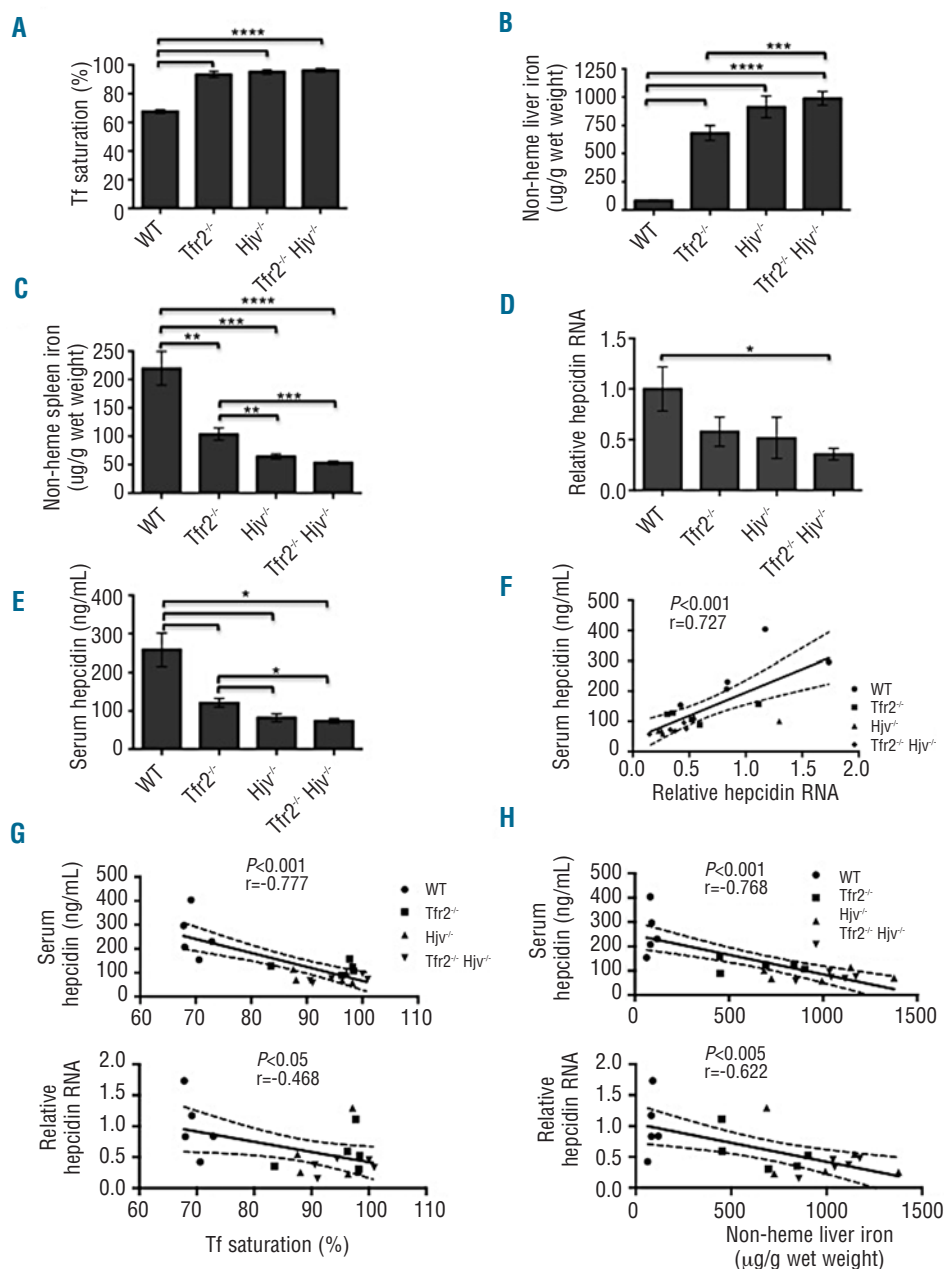 A
****
Tf saturation (%)
100
80
60
40
20
0
WT
Tfr2-/-
Hjv-/-
Tfr2-/- Hjv-/-
B
***
****
Non-heme liver iron
(ug/g wet weight)
1250
1000
750
500
250
0
WT
Tfr2-/-
Hjv-/-
Tfr2-/- Hjv-/-
C
****
***
**
***
**
Non-heme spleen iron
(ug/g wet weight)
250
200
150
100
50
0
WT
Tfr2-/-
Hjv-/-
Tfr2-/- Hjv-/-
D
*
Relative hepcidin RNA
1.5
1.0
0.5
0.0
WT
Tfr2-/-
Hjv-/-
Tfr2-/- Hjv-/-
E
*
*
Serum hepcidin (ng/mL)
400
300
200
100
0
WT
Tfr2-/-
Hjv-/-
Tfr2-/- Hjv-/-
F
P<0.001
r=0.727
Serum hepcidin (ng/mL)
500
400
300
200
100
0
WT
Tfr2-/-
Hjv-/-
Tfr2-/- Hjv-/-
0.0 0.5 1.0 1.5 2.0
Relative hepcidin RNA
G
P<0.001
r=-0.777
Serum
hepcidin (ng/mL)
500
400
300
200
100
0
WT
Tfr2-/-
Hjv-/-
Tfr2-/- Hjv-/-
60 70 80 90 100 110
P<0.05
r=-0.468
Relative
hepcidin RNA
2.0
1.5
1.0
0.5
0.0
60 70 80 90 100 110
Tf saturation (%)
H
P<0.001
r=-0.768
Serum
hepcidin (ng/mL)
500
400
300
200
100
0
WT
Tfr2-/-
Hjv-/-
Tfr2-/- Hjv-/-
0 500 1000 1500
P<0.005
r=-0.622
Relative
hepcidin RNA
2.0
1.5
1.0
0.5
0.0
0 500 1000 1500
Non-heme liver iron
(µg/g wet weight)